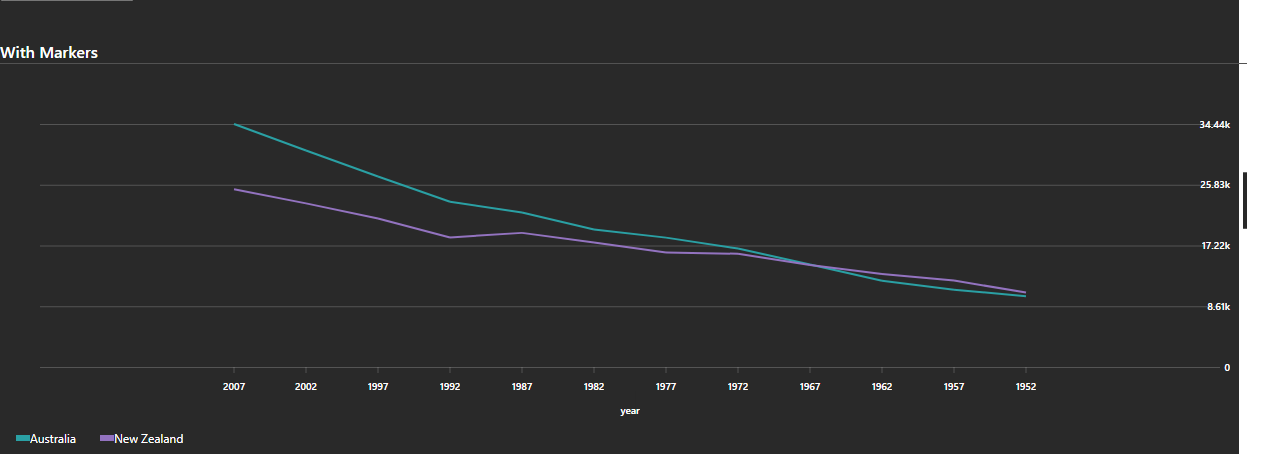 With Markers
34.44k
25.83k
17.22k
8.61k
0
2007 2002 1997 1992 1987 1982 1977 1972 1967 1962 1957 1952
year
Australia New Zealand